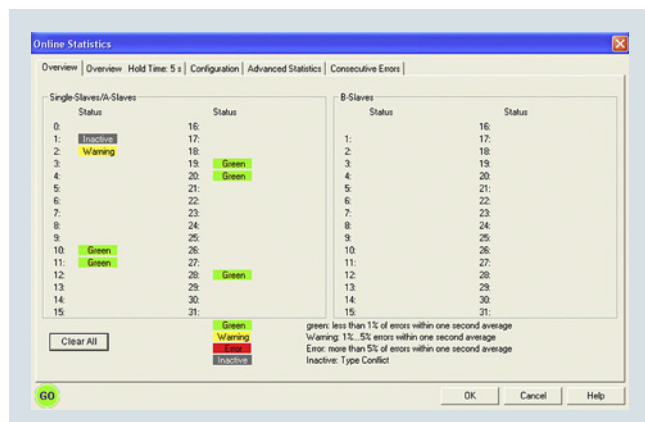 Online Statistics
Overview Overview Hold Time: 5 s Configuration Advanced Statistics Consecutive Errors
Single-Slaves/A-Slaves B-Slaves
Status Status Status Status
0: 16: 16:
1: Inactive 17: 1: 17:
2: Warning 18: 2: 18:
3: 19: Green 3: 19:
4: 20: Green 4: 20:
5: 21: 5: 21:
6: 22: 6: 22:
7: 23: 7: 23:
8: 24: 8: 24:
9: 25: 9: 25:
10: Green 26: 10: 26:
11: Green 27: 11: 27:
12: 28: Green 12: 28:
13: 29: 13: 29:
14: 30: 14: 30:
15: 31: 15: 31:
Green green: less than 1% of errors within one second average
Clear All Warning Warning: 1%...5% errors within one second average
Error Error: more than 5% of errors within one second average
Inactive Inactive: Type Conflict
GO OK Cancel Help